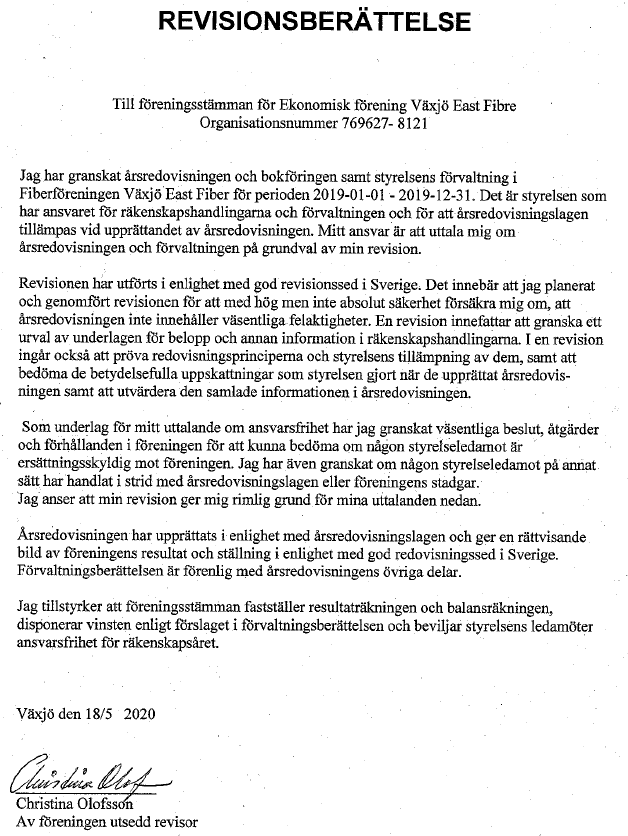 REVISIONSBERÄTTELSE
Till föreningsstämman för Ekonomisk förening Växjö East Fibre
Organisationsnummer 769627- 8121
Jag har granskat årsredovisningen och bokföringen samt styrelsens förvaltning i
Fiberföreningen Växjö East Fiber för perioden 2019-01-01 - 2019-12-31. Det är styrelsen som
har ansvaret för räkenskapshandlingarna och förvaltningen och för att årsredovisningslagen
tillämpas vid upprättandet av årsredovisningen. Mitt ansvar är att uttala mig om
årsredovisningen och förvaltningen på grundval av min revision.
Revisionen har utförts i enlighet med god revisionssed i Sverige. Det innebär att jag planerat
och genomfört revisionen för att med hög men inte absolut säkerhet försäkra mig om, att
årsredovisningen inte innehåller väsentliga felaktigheter. En revision innefattar att granska ett
urval av underlagen för belopp och annan information i räkenskapshandlingarna. I en revision
ingår också att pröva redovisningsprinciperna och styrelsens tillämpning av dem, samt att
bedöma de betydelsefulla uppskattningar som styrelsen gjort när de upprättat årsredovis-
ningen samt att utvärdera den samlade informationen i årsredovisningen.
Som underlag för mitt uttalande om ansvarsfrihet har jag granskat väsentliga beslut, åtgärder
och förhållanden i föreningen för att kunna bedöma om någon styrelseledamot är
ersättningsskyldig mot föreningen. Jag har även granskat om någon styrelseledamot på annat
sätt har handlat i strid med årsredovisningslagen eller föreningens stadgar.
Jag anser att min revision ger mig rimlig grund för mina uttalanden nedan.
Årsredovisningen har upprättats i enlighet med årsredovisningslagen och ger en rättvisande
bild av föreningens resultat och ställning i enlighet med god redovisningssed i Sverige.
Förvaltningsberättelsen är förenlig med årsredovisningens övriga delar.
Jag tillstyrker att föreningsstämman fastställer resultaträkningen och balansräkningen,
disponerar vinsten enligt förslaget i förvaltningsberättelsen och beviljar styrelsens ledamöter
ansvarsfrihet för räkenskapsåret.
Växjö den 18/5 2020
Christina Olof
Christina Olofsson
Av föreningen utsedd revisor